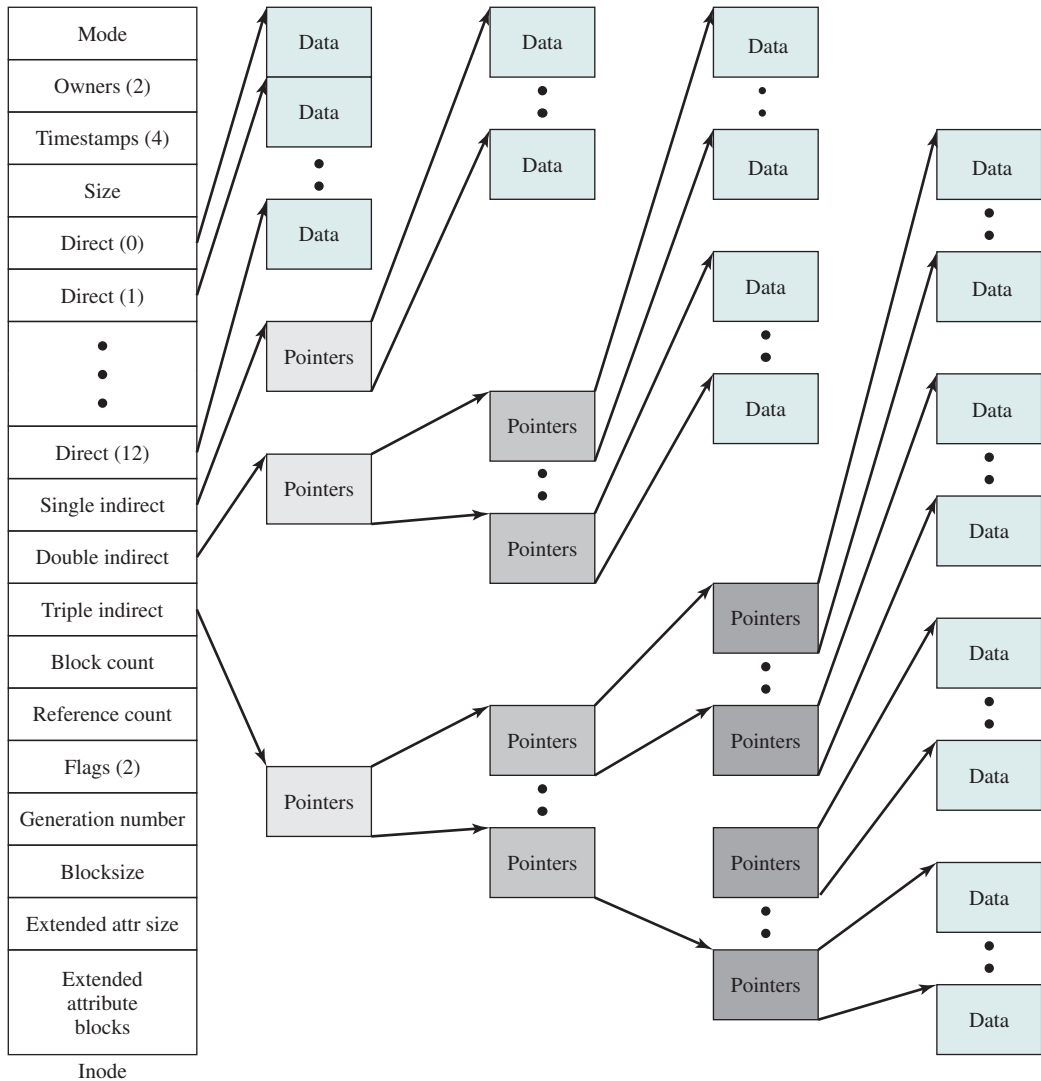 Mode
Owners (2)
Timestamps (4)
Size
Direct (0)
Direct (1)
Direct (12)
Single indirect
Double indirect
Triple indirect
Block count
Reference count
Flags (2)
Generation number
Blocksize
Extended attr size
Extended
attribute
blocks
Inode
Data
Data
Data
Pointers
Pointers
Pointers
Data
Data
Pointers
Pointers
Pointers
Pointers
Data
Data
Data
Data
Pointers
Pointers
Pointers
Pointers
Data
Data
Data
Data
Data
Data
Data
Data